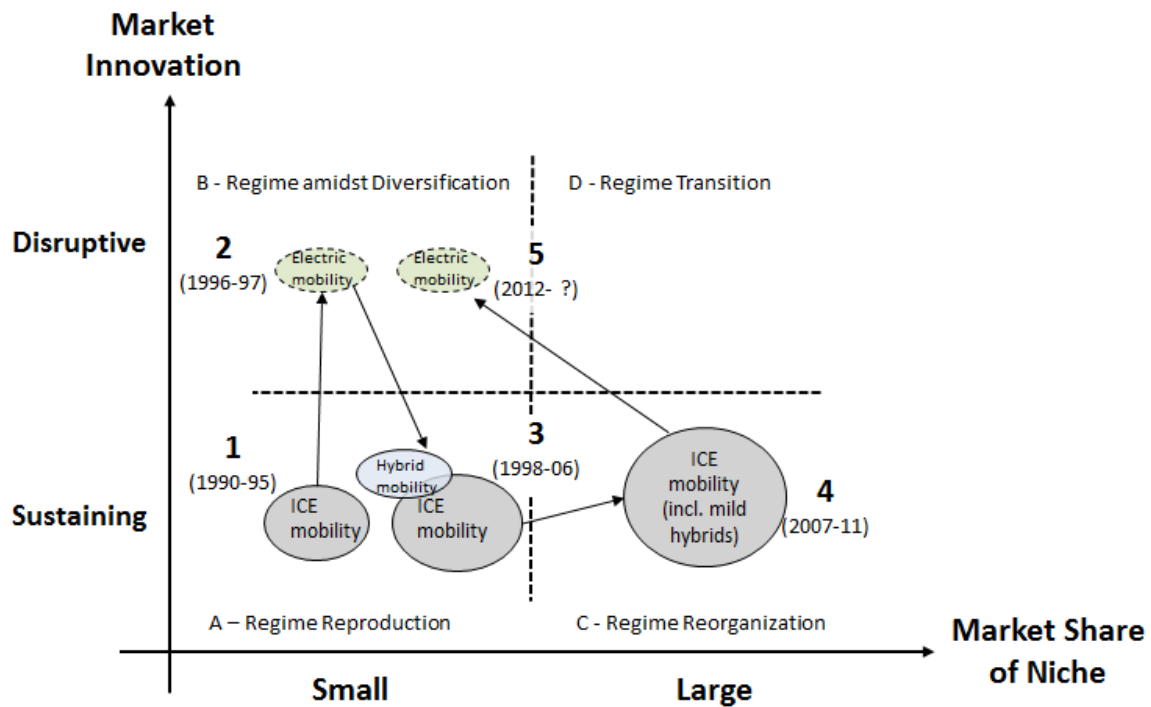 Market
Innovation
B - Regime amidst Diversification
D - Regime Transition
Disruptive
2
(1996-97)
Electric
mobility
Electric
mobility
5
(2012- ?)
1
(1990-95)
Hybrid
mobility
3
(1998-06)
ICE
mobility
(incl. mild
hybrids)
4
(2007-11)
Sustaining
ICE
mobility
ICE
mobility
A – Regime Reproduction
C - Regime Reorganization
Market Share
of Niche
Small
Large